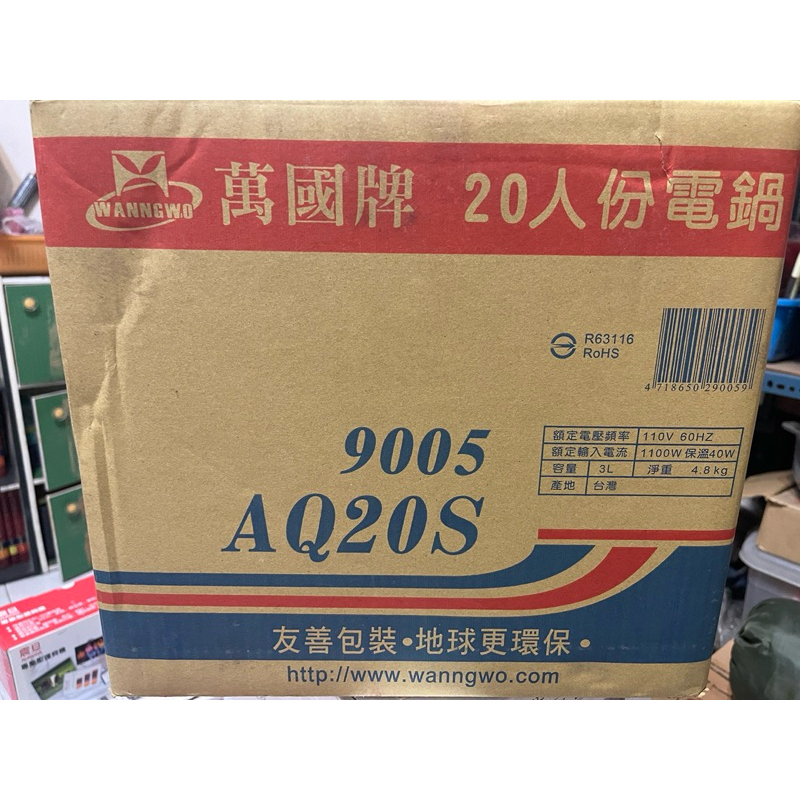 WANNGWO 萬國牌 20人份電鍋
R63116
RoHS
4 718650 290059
9005
AQ20S
額定電壓頻率 110V 60HZ
額定輸入電流 1100W 保溫40W
容量 3L 淨重 4.8kg
產地 台灣
友善包裝•地球更環保•
http://www.wanngwo.com
震旦